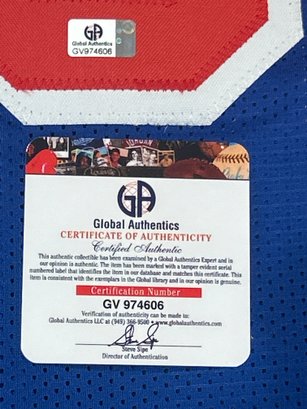 GA
Global Authentics
GV974606
JORDAN
Louisville
GA
Global Authentics
CERTIFICATE OF AUTHENTICITY
Certified Authentic
This authentic collectible has been examined by a Global Authentics Expert and in
our opinion is authentic. The item has been marked with a tamper evident serial
numbered label that identifies the item in our database and matches this certificate. This
item is consistent with the exemplars in the Global library and in our opinion is genuine.
Certification Number
GV 974606
Verification of authenticity can be made to:
Global Authentics LLC at (949) 366-9500 • www.globalauthentics.com
Steve Sipe
Director of Authentication